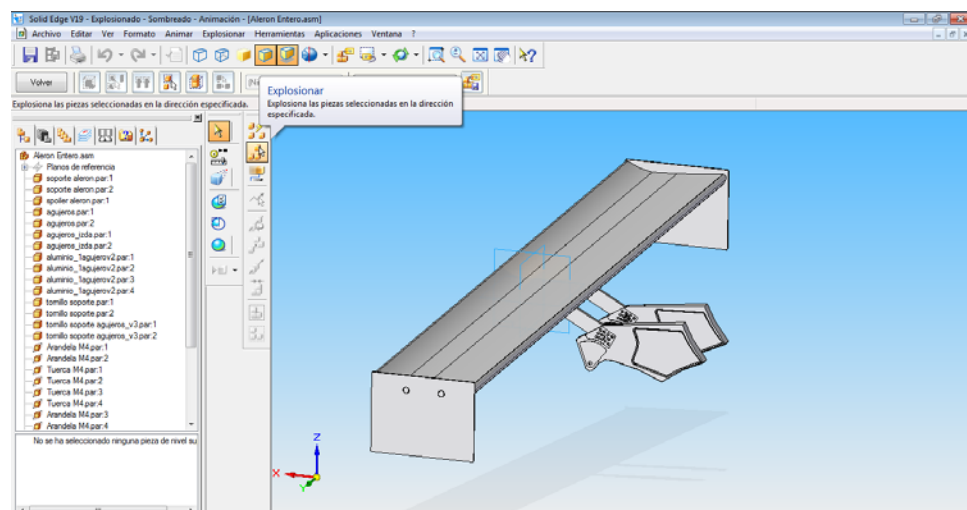 Solid Edge V19 - Explosionado - Sombreado - Animación - [Aleron Entero.asm]
Archivo Editar Ver Formato Animar Explosionar Herramientas Aplicaciones Ventana ?
Volver
Explosiona las piezas seleccionadas en la dirección especificada.
Explosionar
Explosiona las piezas seleccionadas en la dirección
especificada.
Aleron Entero.asm
Planos de referencia
soporte aleron.par:1
soporte aleron.par:2
spoiler aleron.par:1
agujeros.par:1
agujeros.par:2
agujeros_izda.par:1
agujeros_izda.par:2
aluminio_1agujerov2.par:1
aluminio_1agujerov2.par:2
aluminio_1agujerov2.par:3
aluminio_1agujerov2.par:4
tornillo soporte.par:1
tornillo soporte.par:2
tornillo soporte agujeros_v3.par:1
tornillo soporte agujeros_v3.par:2
Arandela M4.par:1
Arandela M4.par:2
Tuerca M4.par:1
Tuerca M4.par:2
Tuerca M4.par:3
Tuerca M4.par:4
Arandela M4.par:3
Arandela M4.par:4
No se ha seleccionado ninguna pieza de nivel su
Z
X
Y